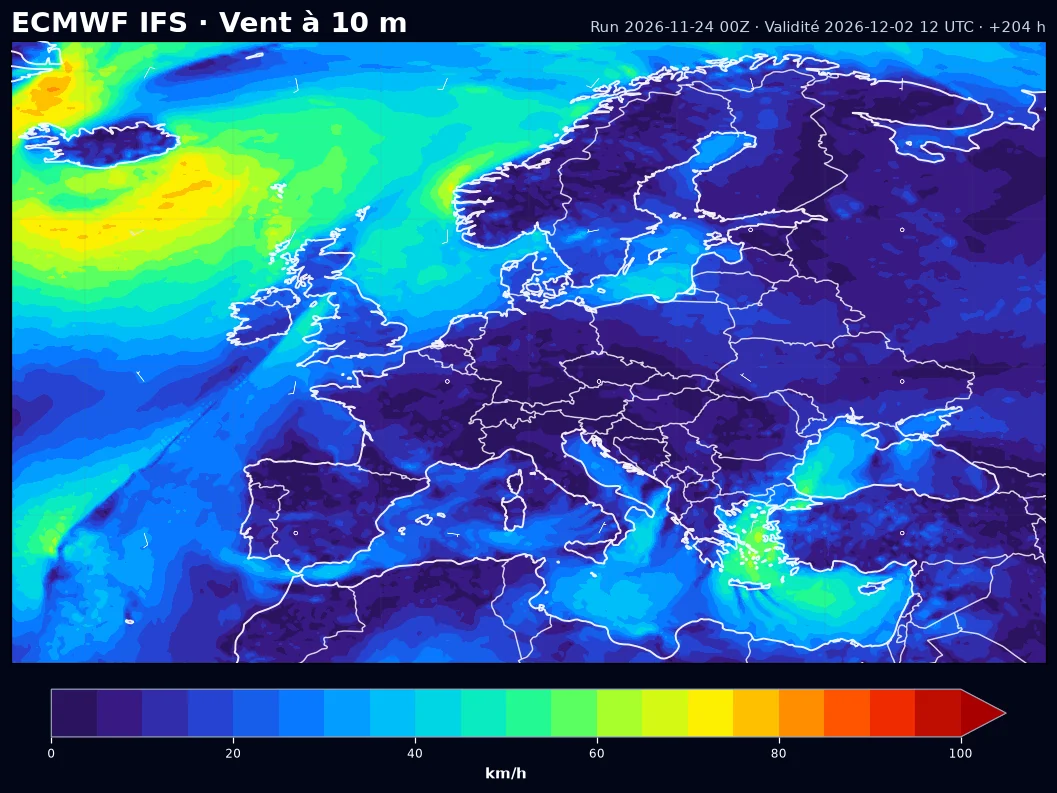 ECMWF IFS · Vent à 10 m
Run 2026-11-24 00Z · Validité 2026-12-02 12 UTC · +204 h
0 20 40 60 80 100
km/h